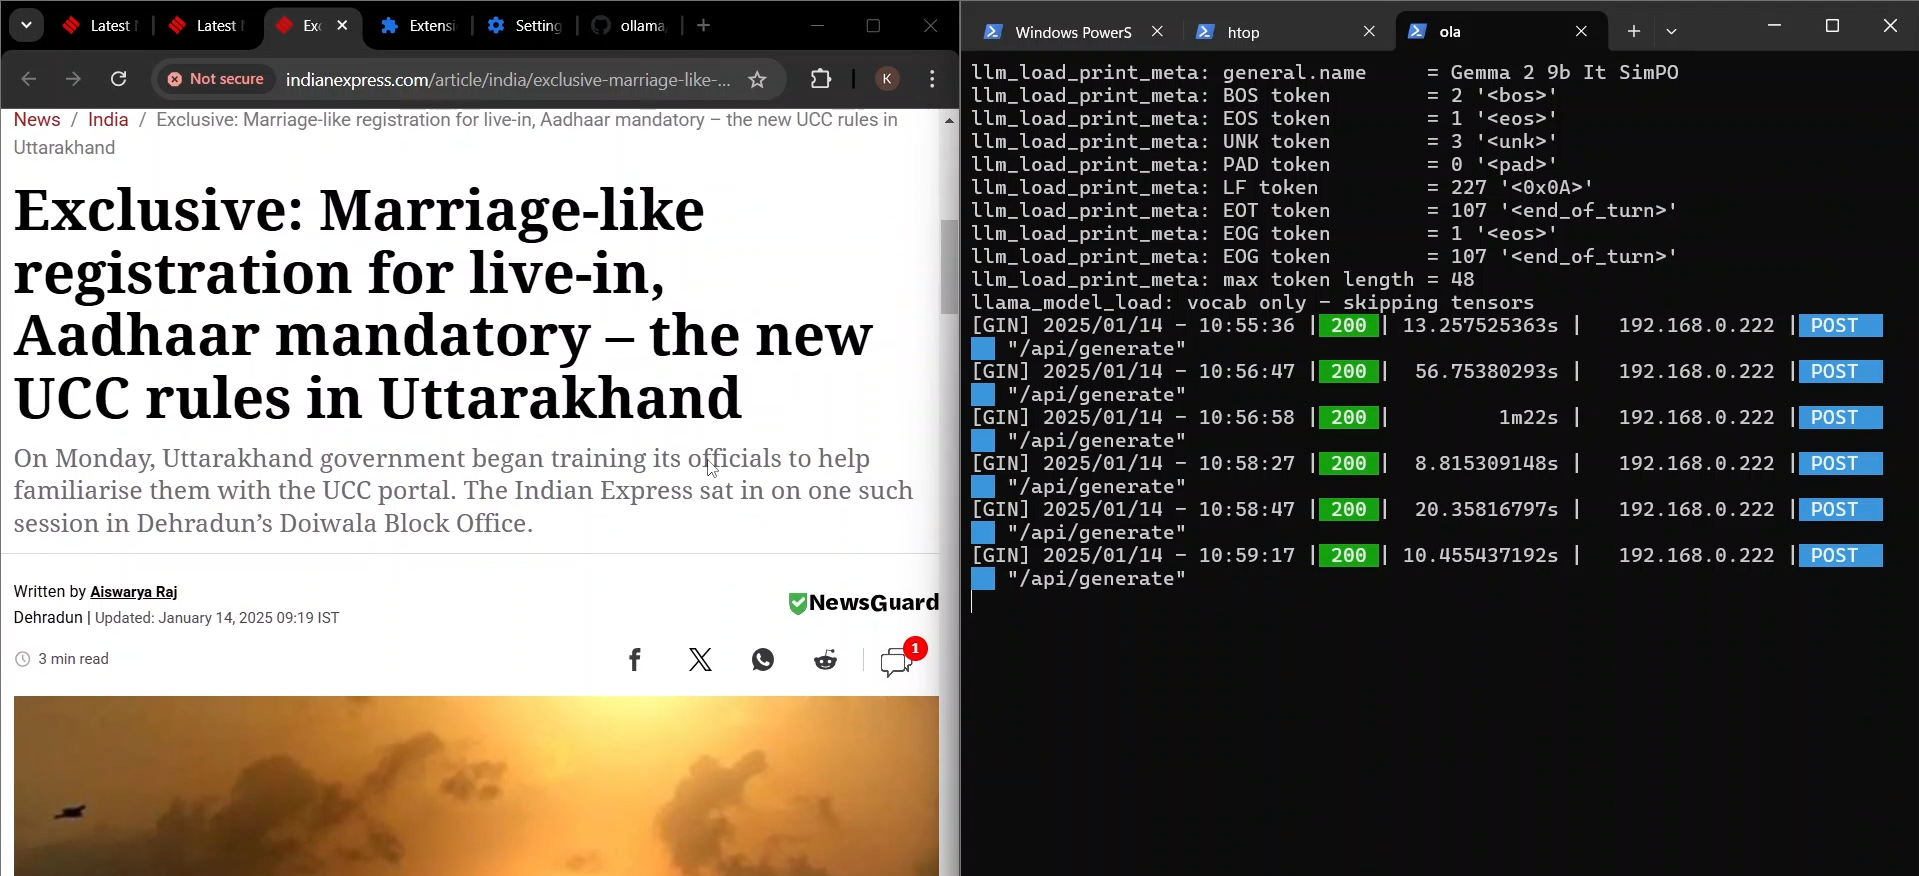 Latest
Latest
Ex
Extensi
Setting
ollama
Not secure
indianexpress.com/article/india/exclusive-marriage-like-...
K
News / India / Exclusive: Marriage-like registration for live-in, Aadhaar mandatory – the new UCC rules in
Uttarakhand
Exclusive: Marriage-like
registration for live-in,
Aadhaar mandatory – the new
UCC rules in Uttarakhand
On Monday, Uttarakhand government began training its officials to help
familiarise them with the UCC portal. The Indian Express sat in on one such
session in Dehradun’s Doiwala Block Office.
Written by Aiswarya Raj
NewsGuard
Dehradun | Updated: January 14, 2025 09:19 IST
3 min read
1
Windows PowerS
htop
ola
llm_load_print_meta: general.name = Gemma 2 9b It SimPO
llm_load_print_meta: BOS token = 2 '<bos>'
llm_load_print_meta: EOS token = 1 '<eos>'
llm_load_print_meta: UNK token = 3 '<unk>'
llm_load_print_meta: PAD token = 0 '<pad>'
llm_load_print_meta: LF token = 227 '<0x0A>'
llm_load_print_meta: EOT token = 107 '<end_of_turn>'
llm_load_print_meta: EOG token = 1 '<eos>'
llm_load_print_meta: EOG token = 107 '<end_of_turn>'
llm_load_print_meta: max token length = 48
llama_model_load: vocab only - skipping tensors
[GIN] 2025/01/14 - 10:55:36 | 200 | 13.257525363s | 192.168.0.222 | POST
"/api/generate"
[GIN] 2025/01/14 - 10:56:47 | 200 | 56.75380293s | 192.168.0.222 | POST
"/api/generate"
[GIN] 2025/01/14 - 10:56:58 | 200 | 1m22s | 192.168.0.222 | POST
"/api/generate"
[GIN] 2025/01/14 - 10:58:27 | 200 | 8.815309148s | 192.168.0.222 | POST
"/api/generate"
[GIN] 2025/01/14 - 10:58:47 | 200 | 20.35816797s | 192.168.0.222 | POST
"/api/generate"
[GIN] 2025/01/14 - 10:59:17 | 200 | 10.455437192s | 192.168.0.222 | POST
"/api/generate"